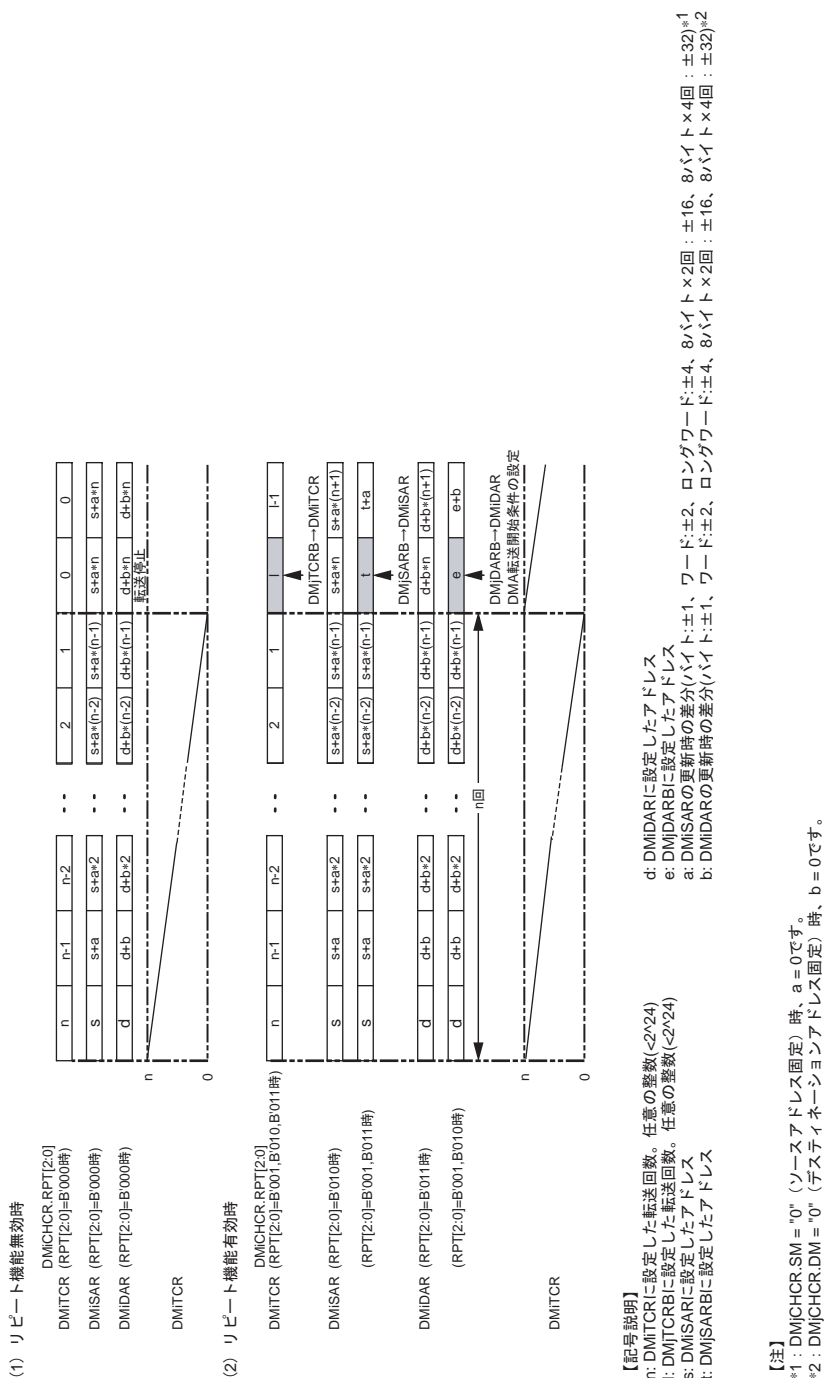 (1) リピート機能無効時
DMiCHCR.RPT[2:0]
DMiTCR (RPT[2:0]=B'000時) n n-1 n-2 - - 2 1 0 0
DMiSAR (RPT[2:0]=B'000時) s s+a s+a*2 - - s+a*(n-2) s+a*(n-1) s+a*n s+a*n
DMiDAR (RPT[2:0]=B'000時) d d+b d+b*2 - - d+b*(n-2) d+b*(n-1) d+b*n d+b*n
転送停止
n
DMiTCR
0
(2) リピート機能有効時
DMiCHCR.RPT[2:0]
DMiTCR (RPT[2:0]=B'001,B'010,B'011時) n n-1 n-2 - - 2 1 l l-1
DMjTCRB→DMiTCR
DMiSAR (RPT[2:0]=B'010時) s s+a s+a*2 - - s+a*(n-2) s+a*(n-1) s+a*n s+a*(n+1)
(RPT[2:0]=B'001,B'011時) s s+a s+a*2 s+a*(n-2) s+a*(n-1) t t+a
DMjSARB→DMiSAR
DMiDAR (RPT[2:0]=B'011時) d d+b d+b*2 - - d+b*(n-2) d+b*(n-1) d+b*n d+b*(n+1)
(RPT[2:0]=B'001,B'010時) d d+b d+b*2 d+b*(n-2) d+b*(n-1) e e+b
n回
DMjDARB→DMiDAR
DMA転送開始条件の設定
n
DMiTCR
0
【記号説明】
n: DMiTCRに設定した転送回数。任意の整数(<2^24)
l: DMjTCRBに設定した転送回数。任意の整数(<2^24)
s: DMiSARに設定したアドレス
t: DMjSARBに設定したアドレス
d: DMiDARに設定したアドレス
e: DMjDARBに設定したアドレス
a: DMiSARの更新時の差分(バイト:±1、ワード:±2、ロングワード:±4、8バイト×2回:±16、8バイト×4回:±32)*1
b: DMiDARの更新時の差分(バイト:±1、ワード:±2、ロングワード:±4、8バイト×2回:±16、8バイト×4回:±32)*2
【注】
*1:DMjCHCR.SM = "0"(ソースアドレス固定)時、a = 0です。
*2:DMjCHCR.DM = "0"(デスティネーションアドレス固定)時、b = 0です。